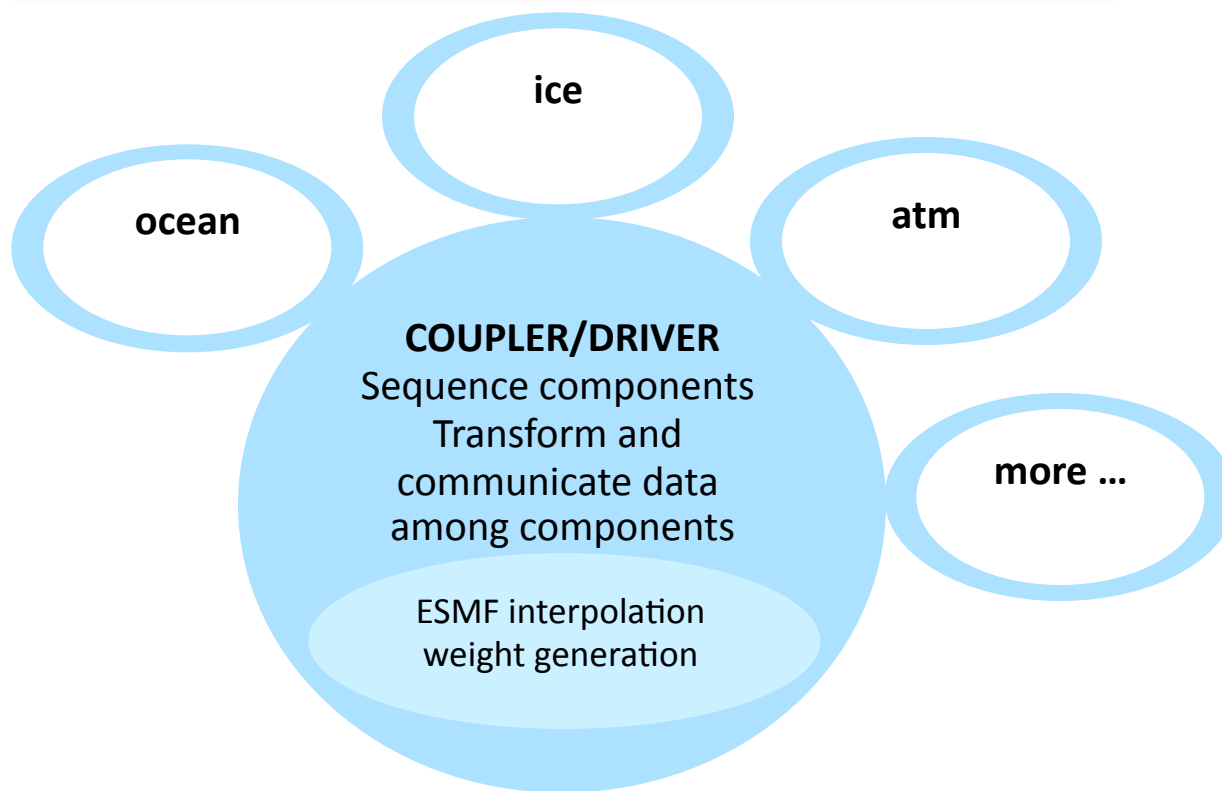 ice
ocean
atm
COUPLER/DRIVER
Sequence components
Transform and
communicate data
among components
more …
ESMF interpolation
weight generation